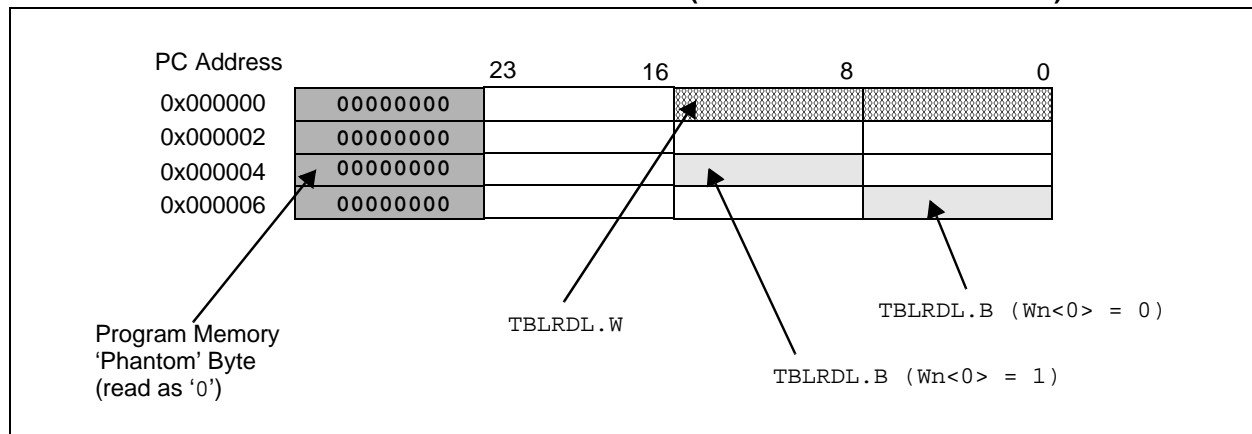 PC Address
23 16 8 0
0x000000 00000000
0x000002 00000000
0x000004 00000000
0x000006 00000000
TBLRDL.W
TBLRDL.B (Wn<0> = 0)
Program Memory
‘Phantom’ Byte
(read as ‘0’)
TBLRDL.B (Wn<0> = 1)